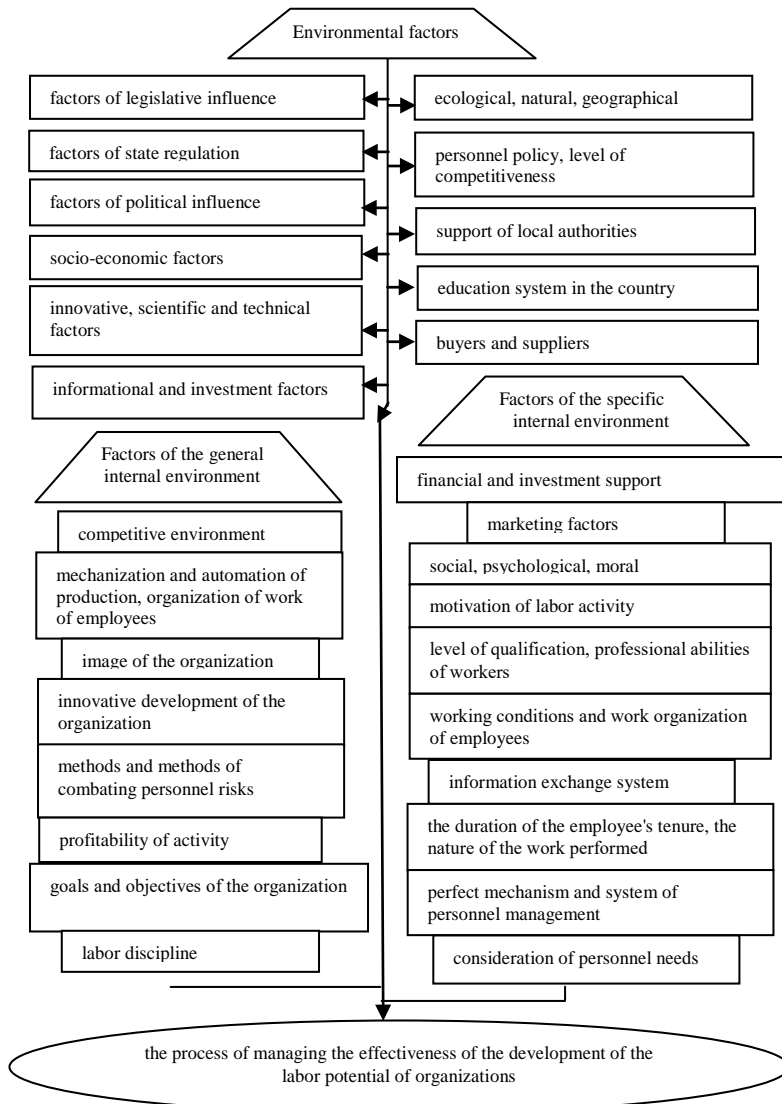 Environmental factors
factors of legislative influence
factors of state regulation
factors of political influence
socio-economic factors
innovative, scientific and technical
factors
informational and investment factors
ecological, natural, geographical
personnel policy, level of
competitiveness
support of local authorities
education system in the country
buyers and suppliers
Factors of the general
internal environment
competitive environment
mechanization and automation of
production, organization of work
of employees
image of the organization
innovative development of the
organization
methods and methods of
combating personnel risks
profitability of activity
goals and objectives of the organization
labor discipline
Factors of the specific
internal environment
financial and investment support
marketing factors
social, psychological, moral
motivation of labor activity
level of qualification, professional abilities
of workers
working conditions and work organization
of employees
information exchange system
the duration of the employee's tenure, the
nature of the work performed
perfect mechanism and system of
personnel management
consideration of personnel needs
the process of managing the effectiveness of the development of the
labor potential of organizations